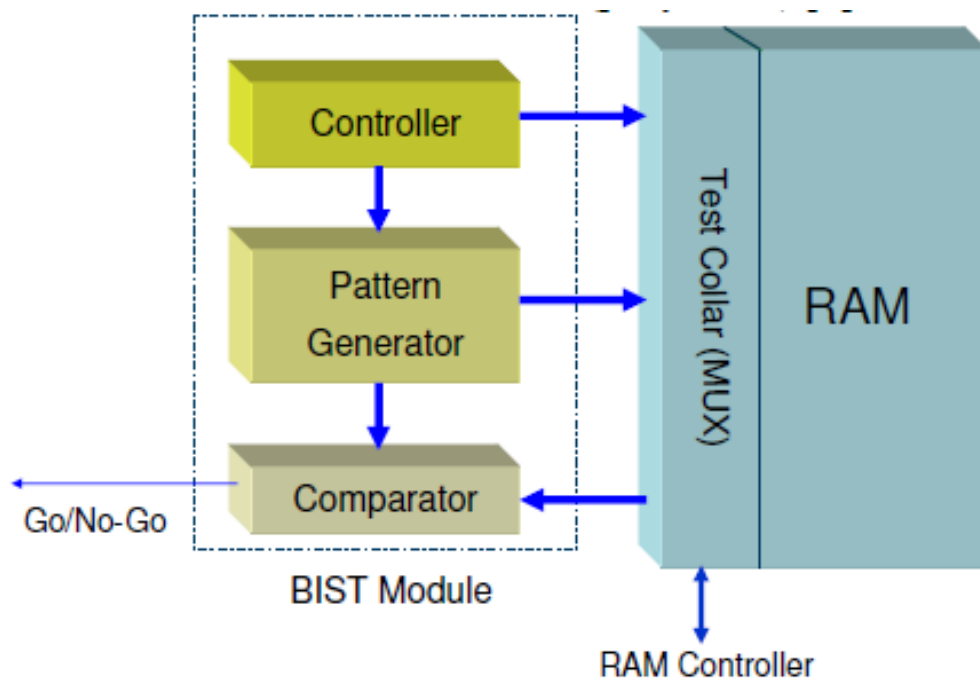 Controller
Pattern
Generator
Comparator
Go/No-Go
BIST Module
Test Collar (MUX)
RAM
RAM Controller